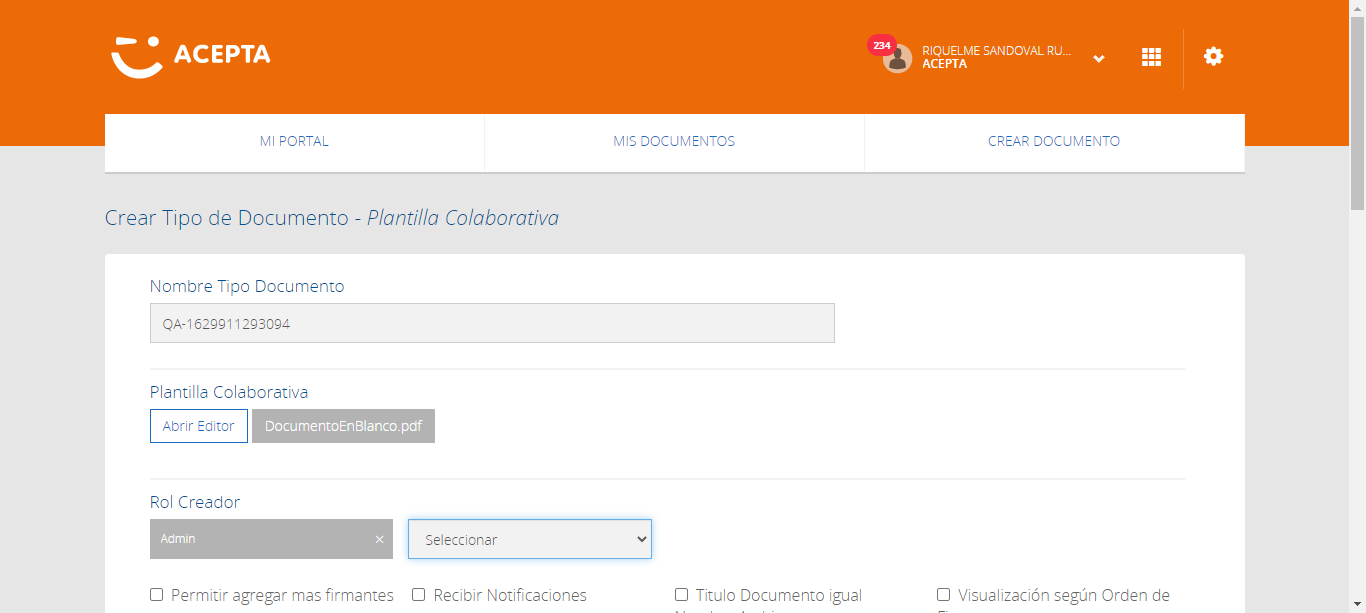 ACEPTA
234
RIQUELME SANDOVAL RU...
ACEPTA
MI PORTAL
MIS DOCUMENTOS
CREAR DOCUMENTO
Crear Tipo de Documento - Plantilla Colaborativa
Nombre Tipo Documento
QA-1629911293094
Plantilla Colaborativa
Abrir Editor
DocumentoEnBlanco.pdf
Rol Creador
Admin ×
Seleccionar
Permitir agregar mas firmantes
Recibir Notificaciones
Titulo Documento igual
Visualización según Orden de